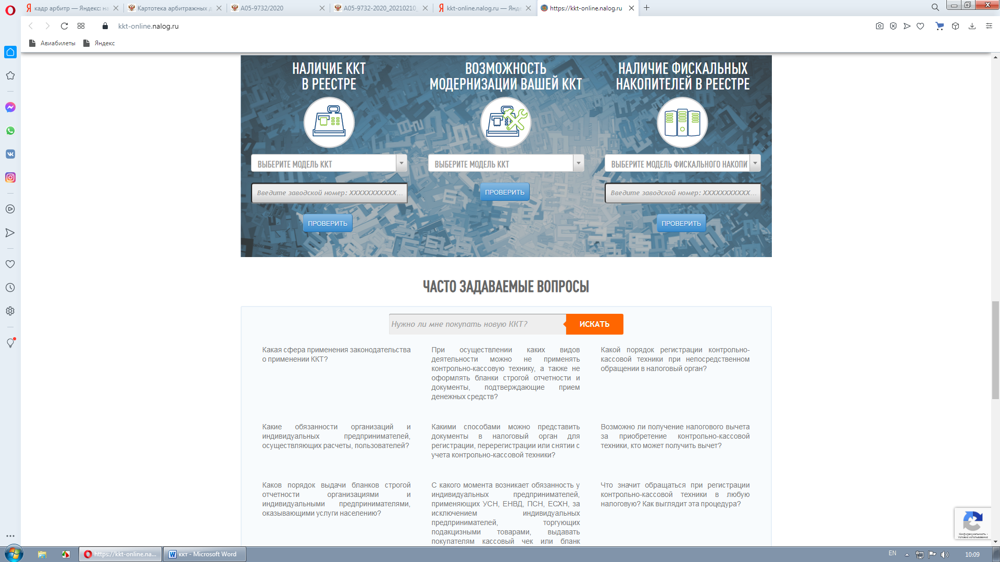 кадр арбитр — Яндекс: на
Картотека арбитражных д
А05-9732/2020
A05-9732-2020_20210210_
kkt-online.nalog.ru — Янде
https://kkt-online.nalog.ru
kkt-online.nalog.ru
Авиабилеты
Яндекс
НАЛИЧИЕ ККТ
В РЕЕСТРЕ
ВЫБЕРИТЕ МОДЕЛЬ ККТ
Введите заводской номер: XXXXXXXXXXX...
ПРОВЕРИТЬ
ВОЗМОЖНОСТЬ
МОДЕРНИЗАЦИИ ВАШЕЙ ККТ
ВЫБЕРИТЕ МОДЕЛЬ ККТ
ПРОВЕРИТЬ
НАЛИЧИЕ ФИСКАЛЬНЫХ
НАКОПИТЕЛЕЙ В РЕЕСТРЕ
ВЫБЕРИТЕ МОДЕЛЬ ФИСКАЛЬНОГО НАКОПИ
Введите заводской номер: XXXXXXXXXXX...
ПРОВЕРИТЬ
ЧАСТО ЗАДАВАЕМЫЕ ВОПРОСЫ
Нужно ли мне покупать новую ККТ?
ИСКАТЬ
Какая сфера применения законодательства
о применении ККТ?
При осуществлении каких видов
деятельности можно не применять
контрольно-кассовую технику, а также не
оформлять бланки строгой отчетности и
документы, подтверждающие прием
денежных средств?
Какой порядок регистрации контрольно-
кассовой техники при непосредственном
обращении в налоговый орган?
Какие обязанности организаций и
индивидуальных предпринимателей,
осуществляющих расчеты, пользователей?
Какими способами можно представить
документы в налоговый орган для
регистрации, перерегистрации или снятии с
учета контрольно-кассовой техники?
Возможно ли получение налогового вычета
за приобретение контрольно-кассовой
техники, кто может получить вычет?
Каков порядок выдачи бланков строгой
отчетности организациями и
индивидуальными предпринимателями,
оказывающими услуги населению?
С какого момента возникает обязанность у
индивидуальных предпринимателей,
применяющих УСН, ЕНВД, ПСН, ЕСХН, за
исключением индивидуальных
предпринимателей, торгующих
подакцизными товарами, выдавать
покупателям кассовый чек или бланк
Что значит обращаться при регистрации
контрольно-кассовой техники в любую
налоговую? Как выглядит эта процедура?
Конфиденциальность -
Условия использования
https://kkt-online.na...
ккт - Microsoft Word
EN
10:09